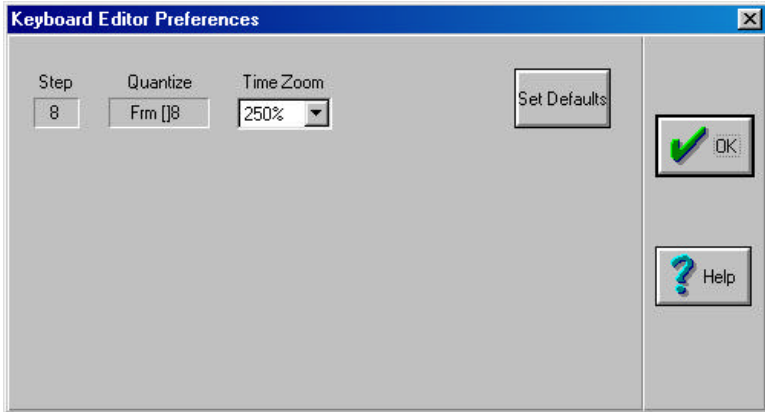 Keyboard Editor Preferences
Step Quantize Time Zoom
8 Frm []8 250%
Set Defaults
OK
Help